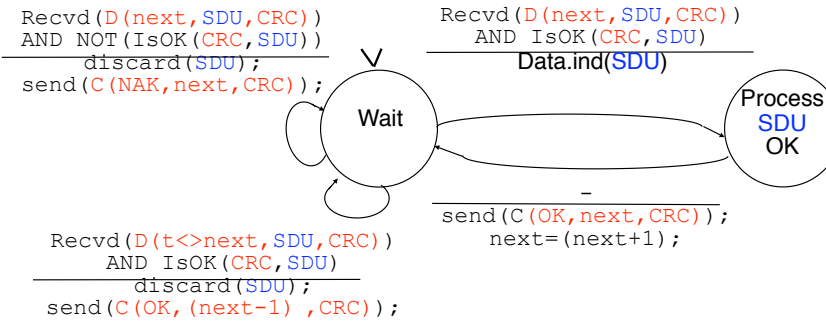 Recvd(D(next,SDU,CRC))
AND NOT(IsOK(CRC,SDU))
discard(SDU);
send(C(NAK,next,CRC));
Recvd(D(next,SDU,CRC))
AND IsOK(CRC,SDU)
Data.ind(SDU)
Wait
Process
SDU
OK
-
send(C(OK,next,CRC));
next=(next+1);
Recvd(D(t<>next,SDU,CRC))
AND IsOK(CRC,SDU)
discard(SDU);
send(C(OK,(next-1) ,CRC));